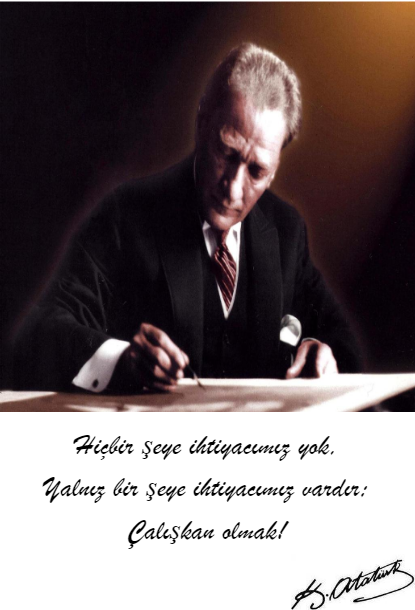 Hiçbir şeye ihtiyacımız yok,
Yalnız bir şeye ihtiyacımız vardır;
Çalışkan olmak!
K. Atatürk